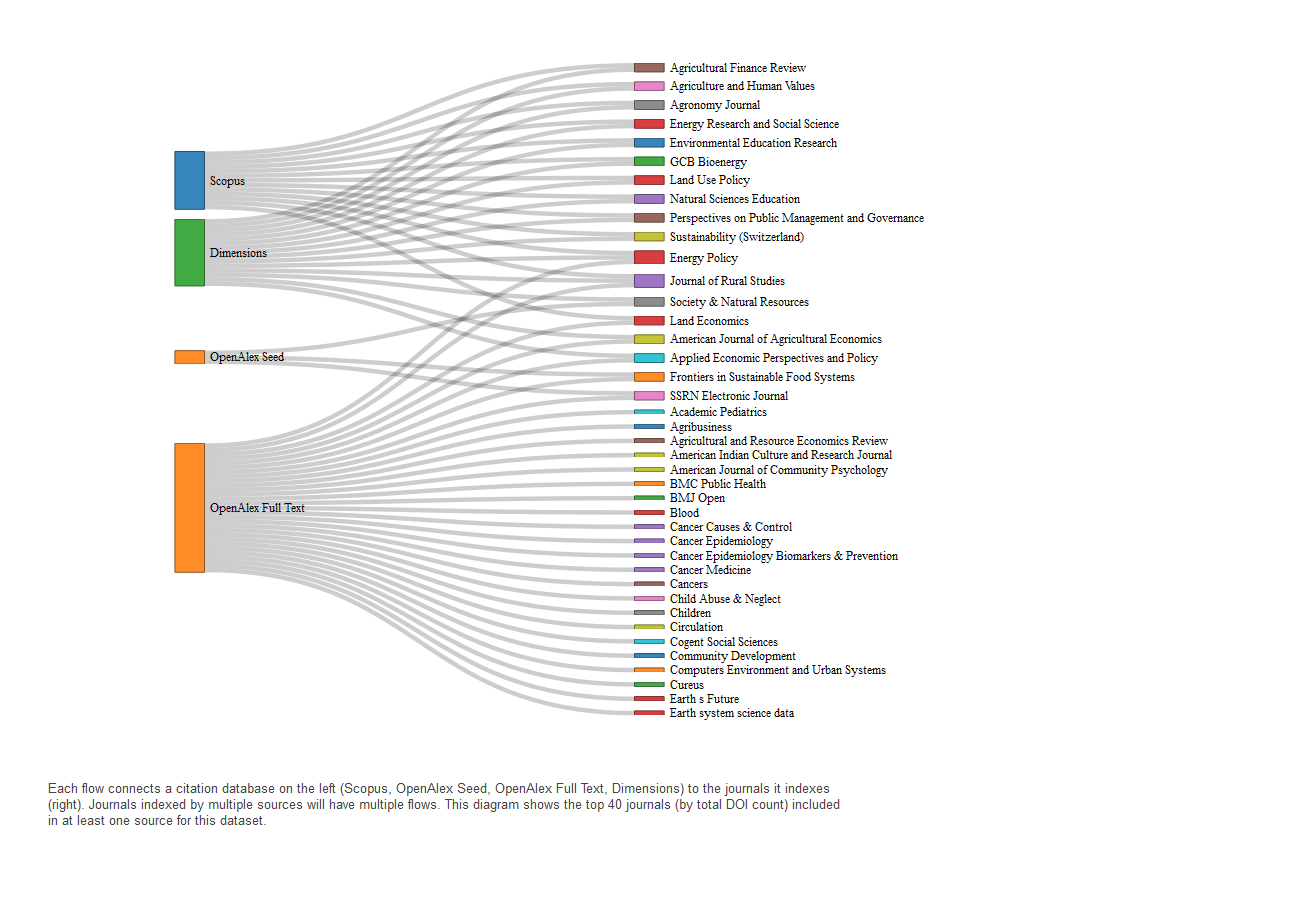 Scopus
Dimensions
OpenAlex Seed
OpenAlex Full Text
Agricultural Finance Review
Agriculture and Human Values
Agronomy Journal
Energy Research and Social Science
Environmental Education Research
GCB Bioenergy
Land Use Policy
Natural Sciences Education
Perspectives on Public Management and Governance
Sustainability (Switzerland)
Energy Policy
Journal of Rural Studies
Society & Natural Resources
Land Economics
American Journal of Agricultural Economics
Applied Economic Perspectives and Policy
Frontiers in Sustainable Food Systems
SSRN Electronic Journal
Academic Pediatrics
Agribusiness
Agricultural and Resource Economics Review
American Indian Culture and Research Journal
American Journal of Community Psychology
BMC Public Health
BMJ Open
Blood
Cancer Causes & Control
Cancer Epidemiology
Cancer Epidemiology Biomarkers & Prevention
Cancer Medicine
Cancers
Child Abuse & Neglect
Children
Circulation
Cogent Social Sciences
Community Development
Computers Environment and Urban Systems
Cureus
Earth s Future
Earth system science data
Each flow connects a citation database on the left (Scopus, OpenAlex Seed, OpenAlex Full Text, Dimensions) to the journals it indexes
(right). Journals indexed by multiple sources will have multiple flows. This diagram shows the top 40 journals (by total DOI count) included
in at least one source for this dataset.